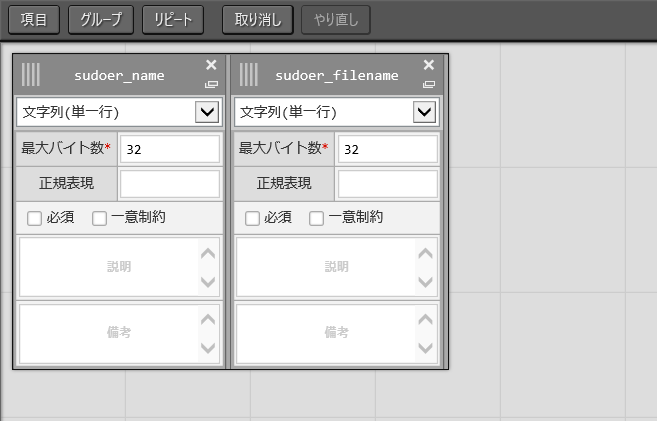 項目 グループ リピート 取り消し やり直し
sudoer_name sudoer_filename
文字列(単一行) 文字列(単一行)
最大バイト数* 32 最大バイト数* 32
正規表現 正規表現
必須 一意制約 必須 一意制約
説明 説明
備考 備考